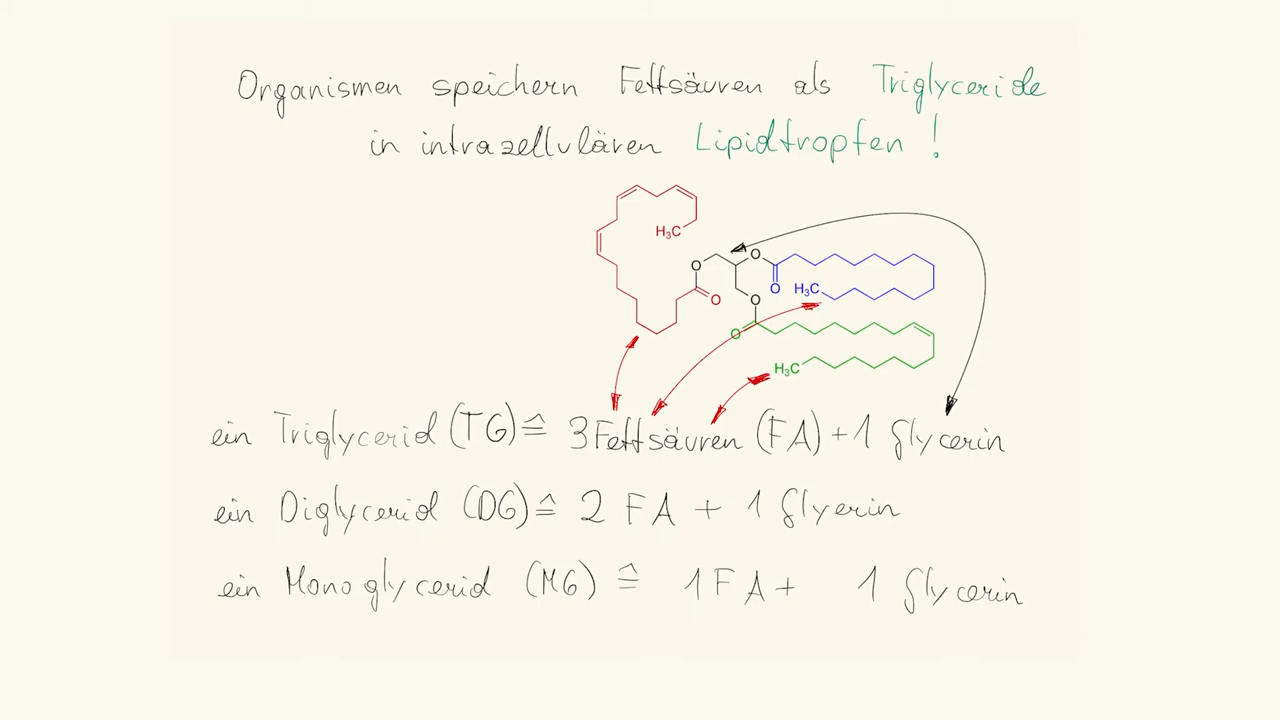 Organismen speichern Fettsäuren als Triglyceride
in intrazellulären Lipidtropfen !
H₃C
O
O
O
O
H₃C
O
O
H₃C
ein Triglycerid (TG) ≙ 3 Fettsäuren (FA) + 1 Glycerin
ein Diglycerid (DG) ≙ 2 FA + 1 Glyerin
ein Monoglycerid (MG) ≙ 1 FA + 1 Glycerin